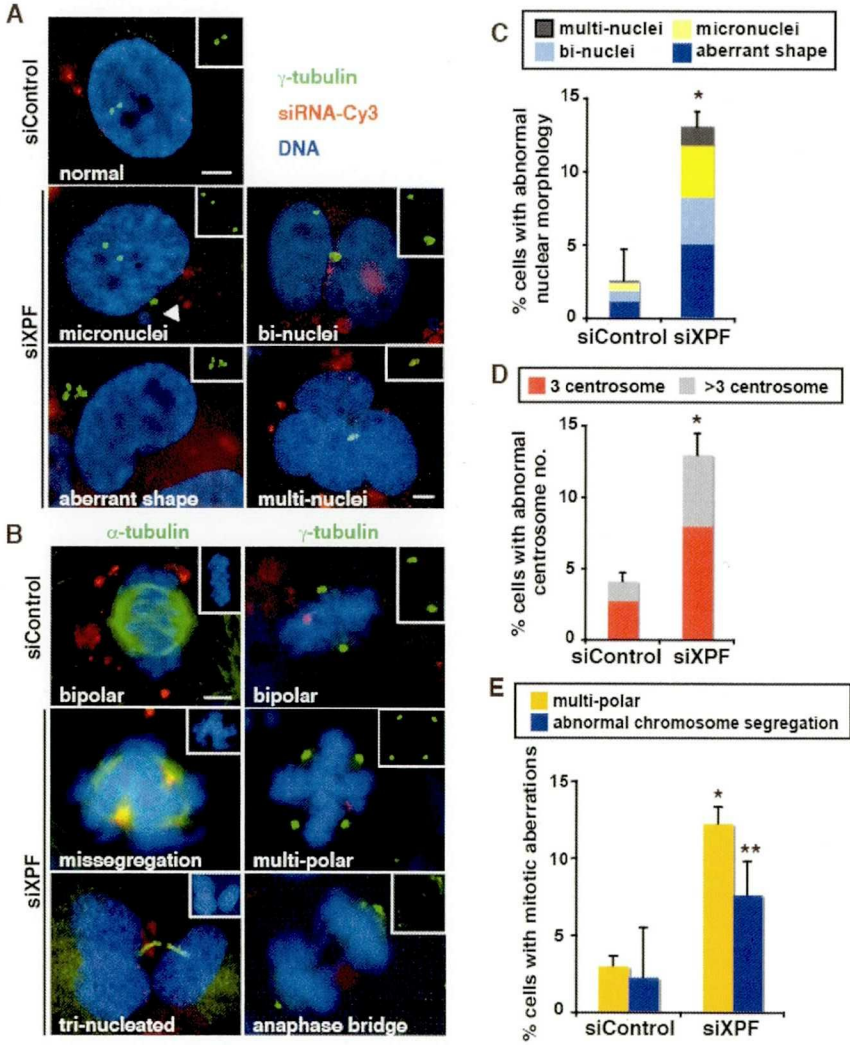 A
siControl
normal
γ-tubulin
siRNA-Cy3
DNA
siXPF
micronuclei
bi-nuclei
aberrant shape
multi-nuclei
B
α-tubulin
γ-tubulin
siControl
bipolar
bipolar
siXPF
missegregation
multi-polar
tri-nucleated
anaphase bridge
C
multi-nuclei
micronuclei
bi-nuclei
aberrant shape
% cells with abnormal
nuclear morphology
15
10
5
0
*
siControl siXPF
D
3 centrosome
>3 centrosome
% cells with abnormal
centrosome no.
15
10
5
0
*
siControl siXPF
E
multi-polar
abnormal chromosome segregation
% cells with mitotic aberrations
15
10
5
0
*
**
siControl siXPF